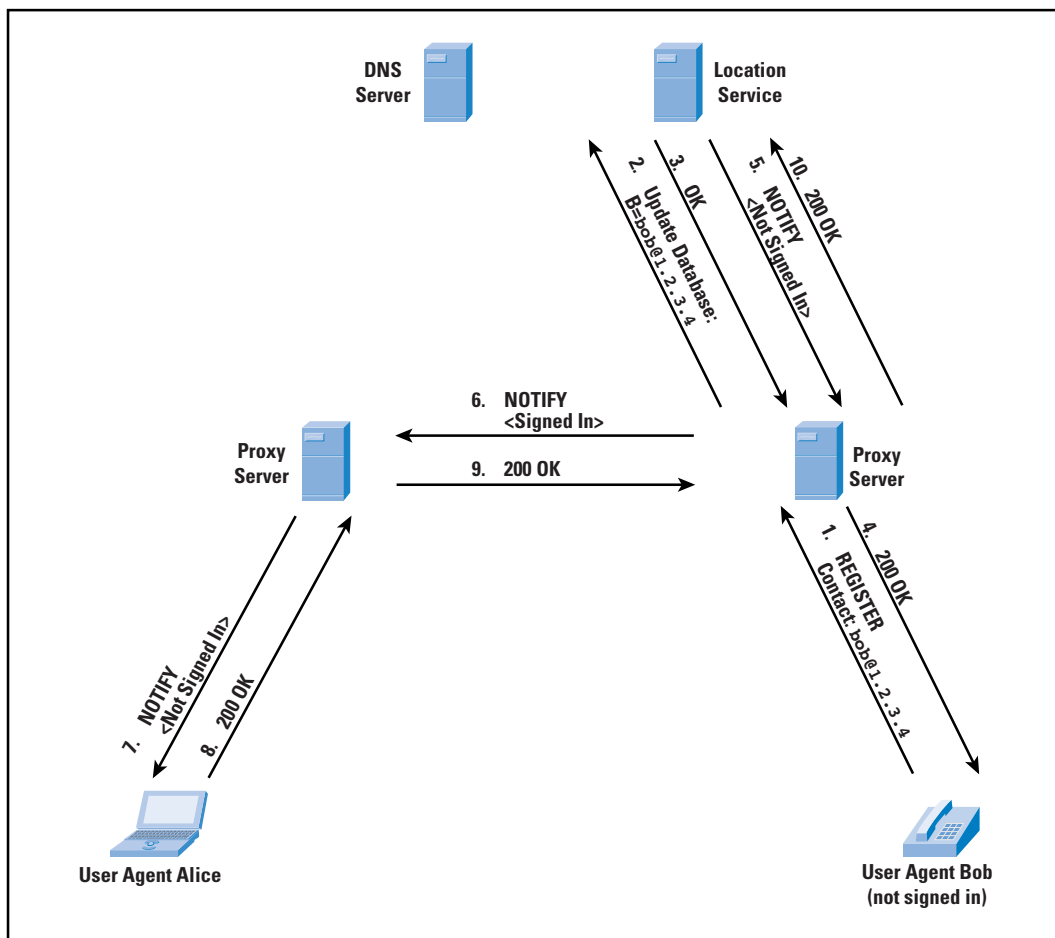 DNS
Server
Location
Service
2. Update Database:
B=bob@1.2.3.4
3. OK
5. NOTIFY
<Not Signed In>
10. 200 OK
6. NOTIFY
<Signed In>
9. 200 OK
Proxy
Server
Proxy
Server
1. REGISTER
Contact: bob@1.2.3.4
4. 200 OK
7. NOTIFY
<Not Signed In>
8. 200 OK
User Agent Alice
User Agent Bob
(not signed in)